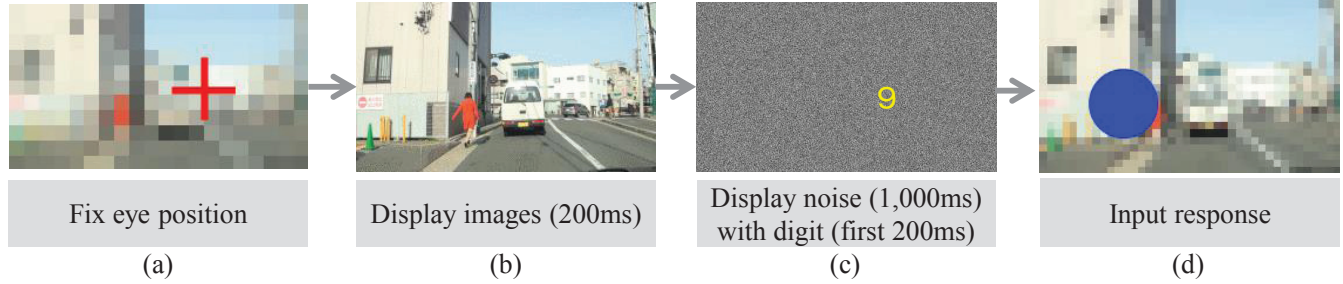 9
Fix eye position
Display images (200ms)
Display noise (1,000ms)
with digit (first 200ms)
Input response
(a)
(b)
(c)
(d)